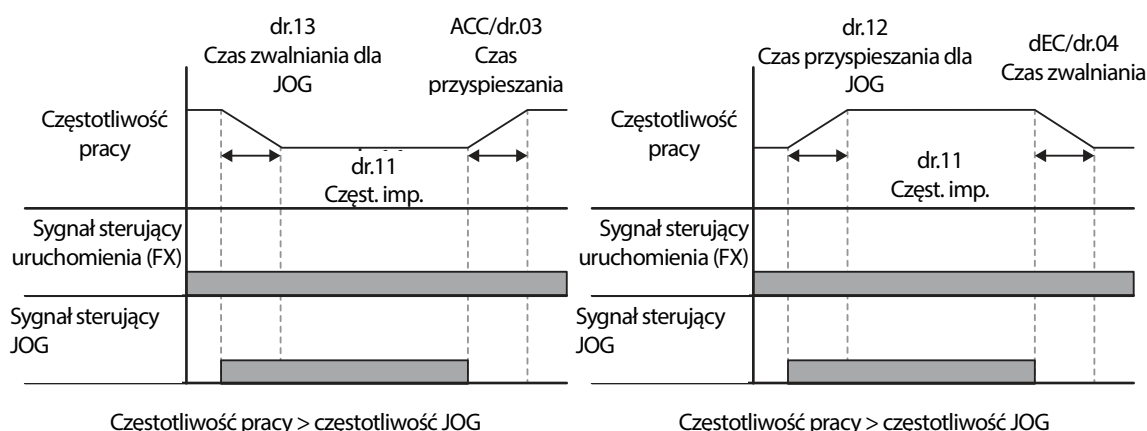 dr.13
Czas zwalniania dla
JOG
ACC/dr.03
Czas
przyspieszania
Częstotliwość
pracy
dr.11
Częst. imp.
Sygnał sterujący
uruchomienia (FX)
Sygnał sterujący
JOG
Częstotliwość pracy > częstotliwość JOG
dr.12
Czas przyspieszania dla
JOG
dEC/dr.04
Czas zwalniania
Częstotliwość
pracy
dr.11
Częst. imp.
Sygnał sterujący
uruchomienia (FX)
Sygnał sterujący
JOG
Częstotliwość pracy > częstotliwość JOG